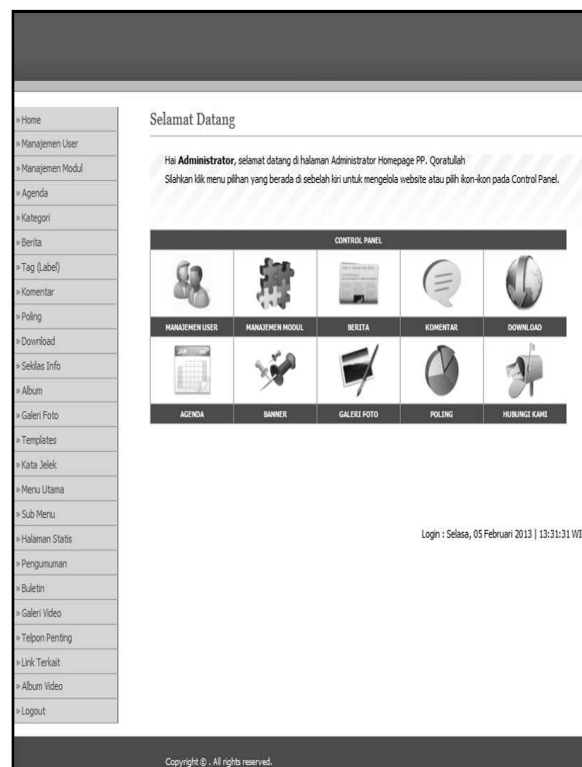 » Home
» Manajemen User
» Manajemen Modul
» Agenda
» Kategori
» Berita
» Tag (Label)
» Komentar
» Poling
» Download
» Sekilas Info
» Album
» Galeri Foto
» Templates
» Kata Jelek
» Menu Utama
» Sub Menu
» Halaman Statis
» Pengumuman
» Buletin
» Galeri Video
» Telpon Penting
» Link Terkait
» Album Video
» Logout
Selamat Datang
Hai Administrator, selamat datang di halaman Administrator Homepage PP. Qoratullah
Silahkan klik menu pilihan yang berada di sebelah kiri untuk mengelola website atau pilih ikon-ikon pada Control Panel.
CONTROL PANEL
MANAJEMEN USER MANAJEMEN MODUL BERITA KOMENTAR DOWNLOAD
JAN
AGENDA BANNER GALERI FOTO POLING HUBUNGI KAMI
Login : Selasa, 05 Februari 2013 | 13:31:31 WI
Copyright © . All rights reserved.